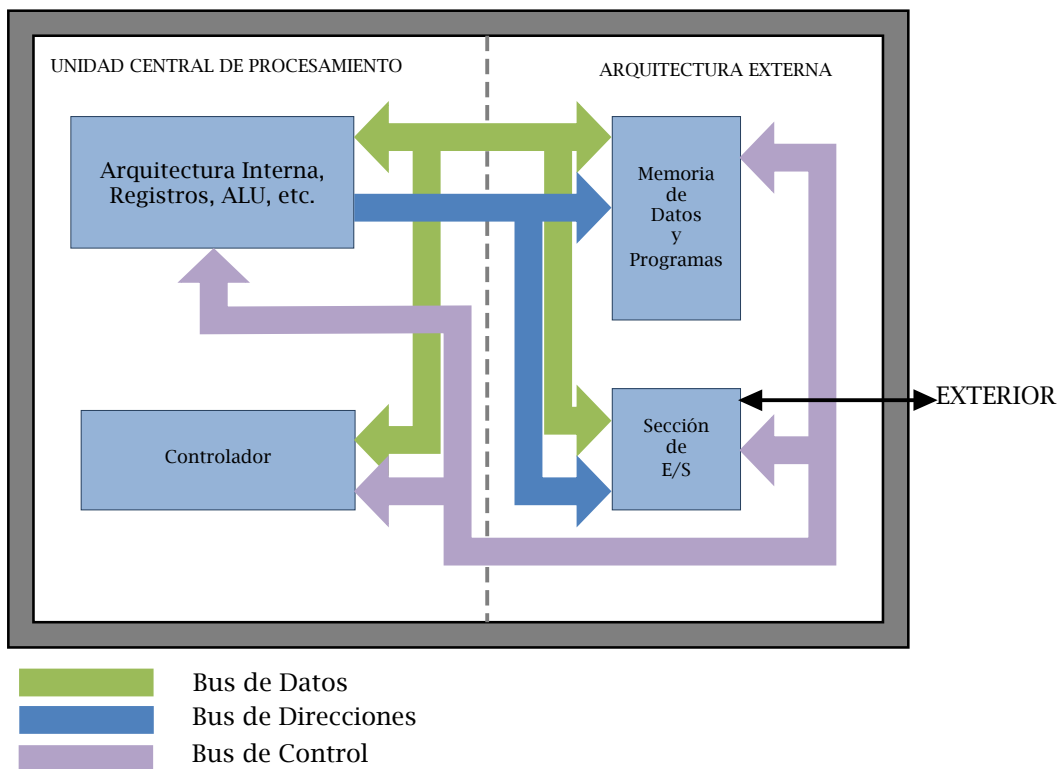 UNIDAD CENTRAL DE PROCESAMIENTO
ARQUITECTURA EXTERNA
Arquitectura Interna,
Registros, ALU, etc.
Memoria
de
Datos
y
Programas
Controlador
Sección
de
E/S
EXTERIOR
Bus de Datos
Bus de Direcciones
Bus de Control